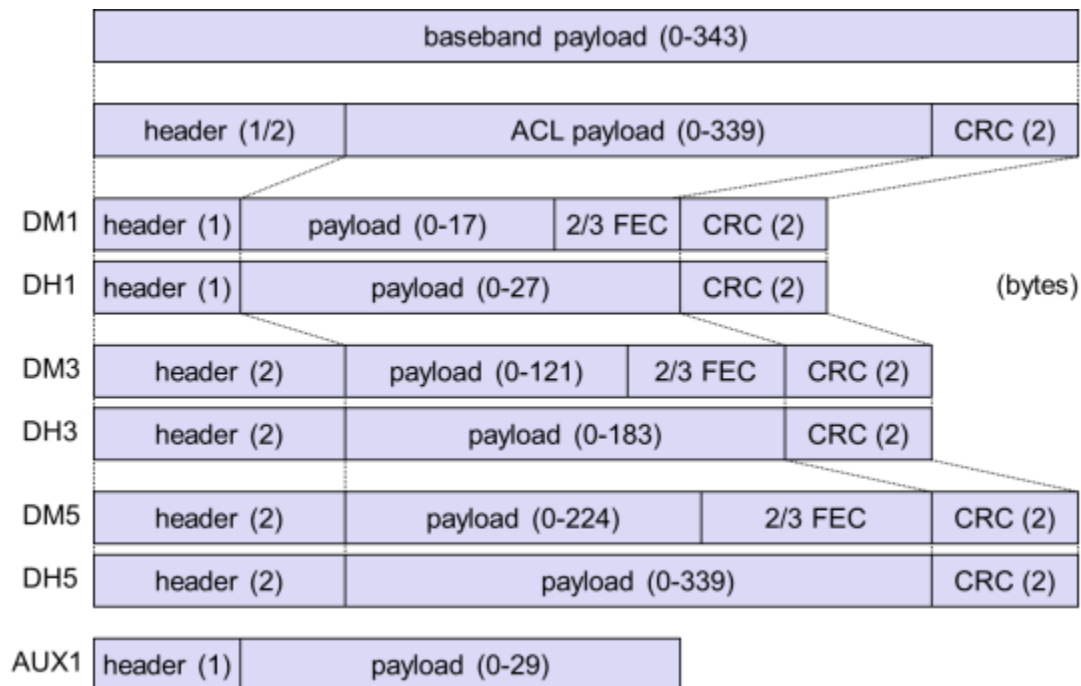 baseband payload (0-343)
header (1/2) ACL payload (0-339) CRC (2)
DM1 header (1) payload (0-17) 2/3 FEC CRC (2)
DH1 header (1) payload (0-27) CRC (2) (bytes)
DM3 header (2) payload (0-121) 2/3 FEC CRC (2)
DH3 header (2) payload (0-183) CRC (2)
DM5 header (2) payload (0-224) 2/3 FEC CRC (2)
DH5 header (2) payload (0-339) CRC (2)
AUX1 header (1) payload (0-29)